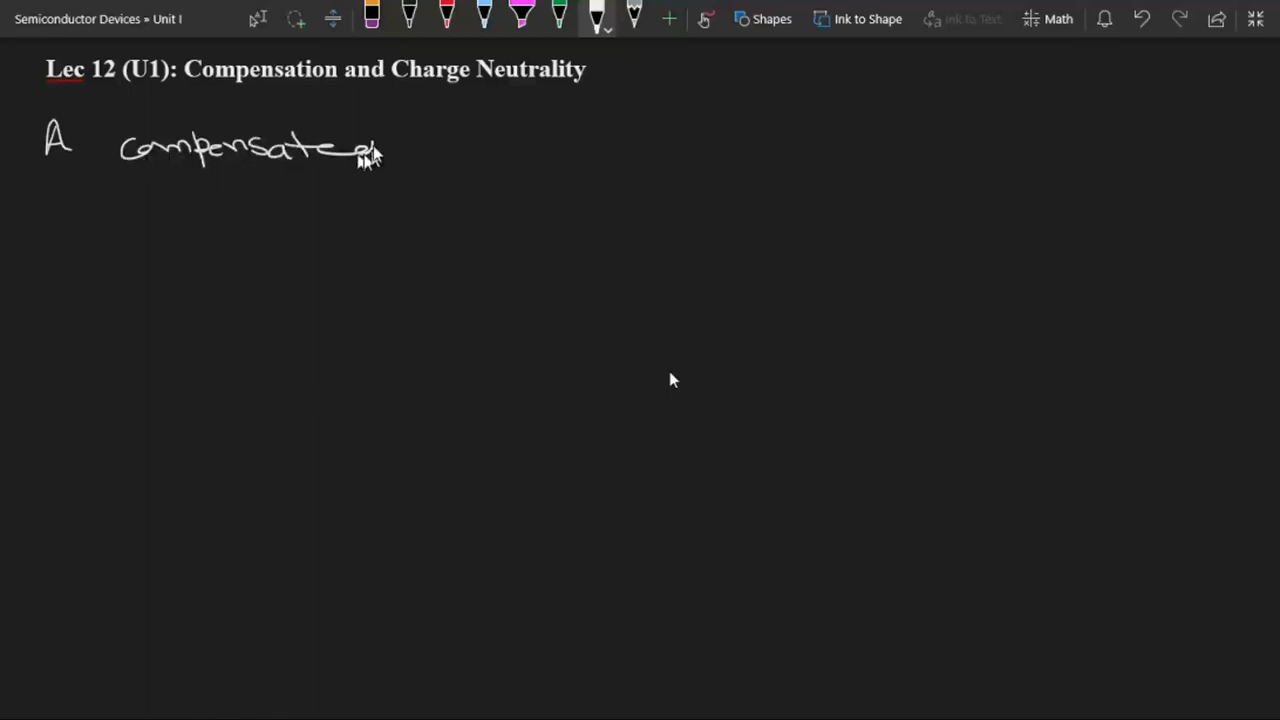 Semiconductor Devices » Unit I
Shapes
Ink to Shape
Ink to Text
Math
Lec 12 (U1): Compensation and Charge Neutrality
A compensated